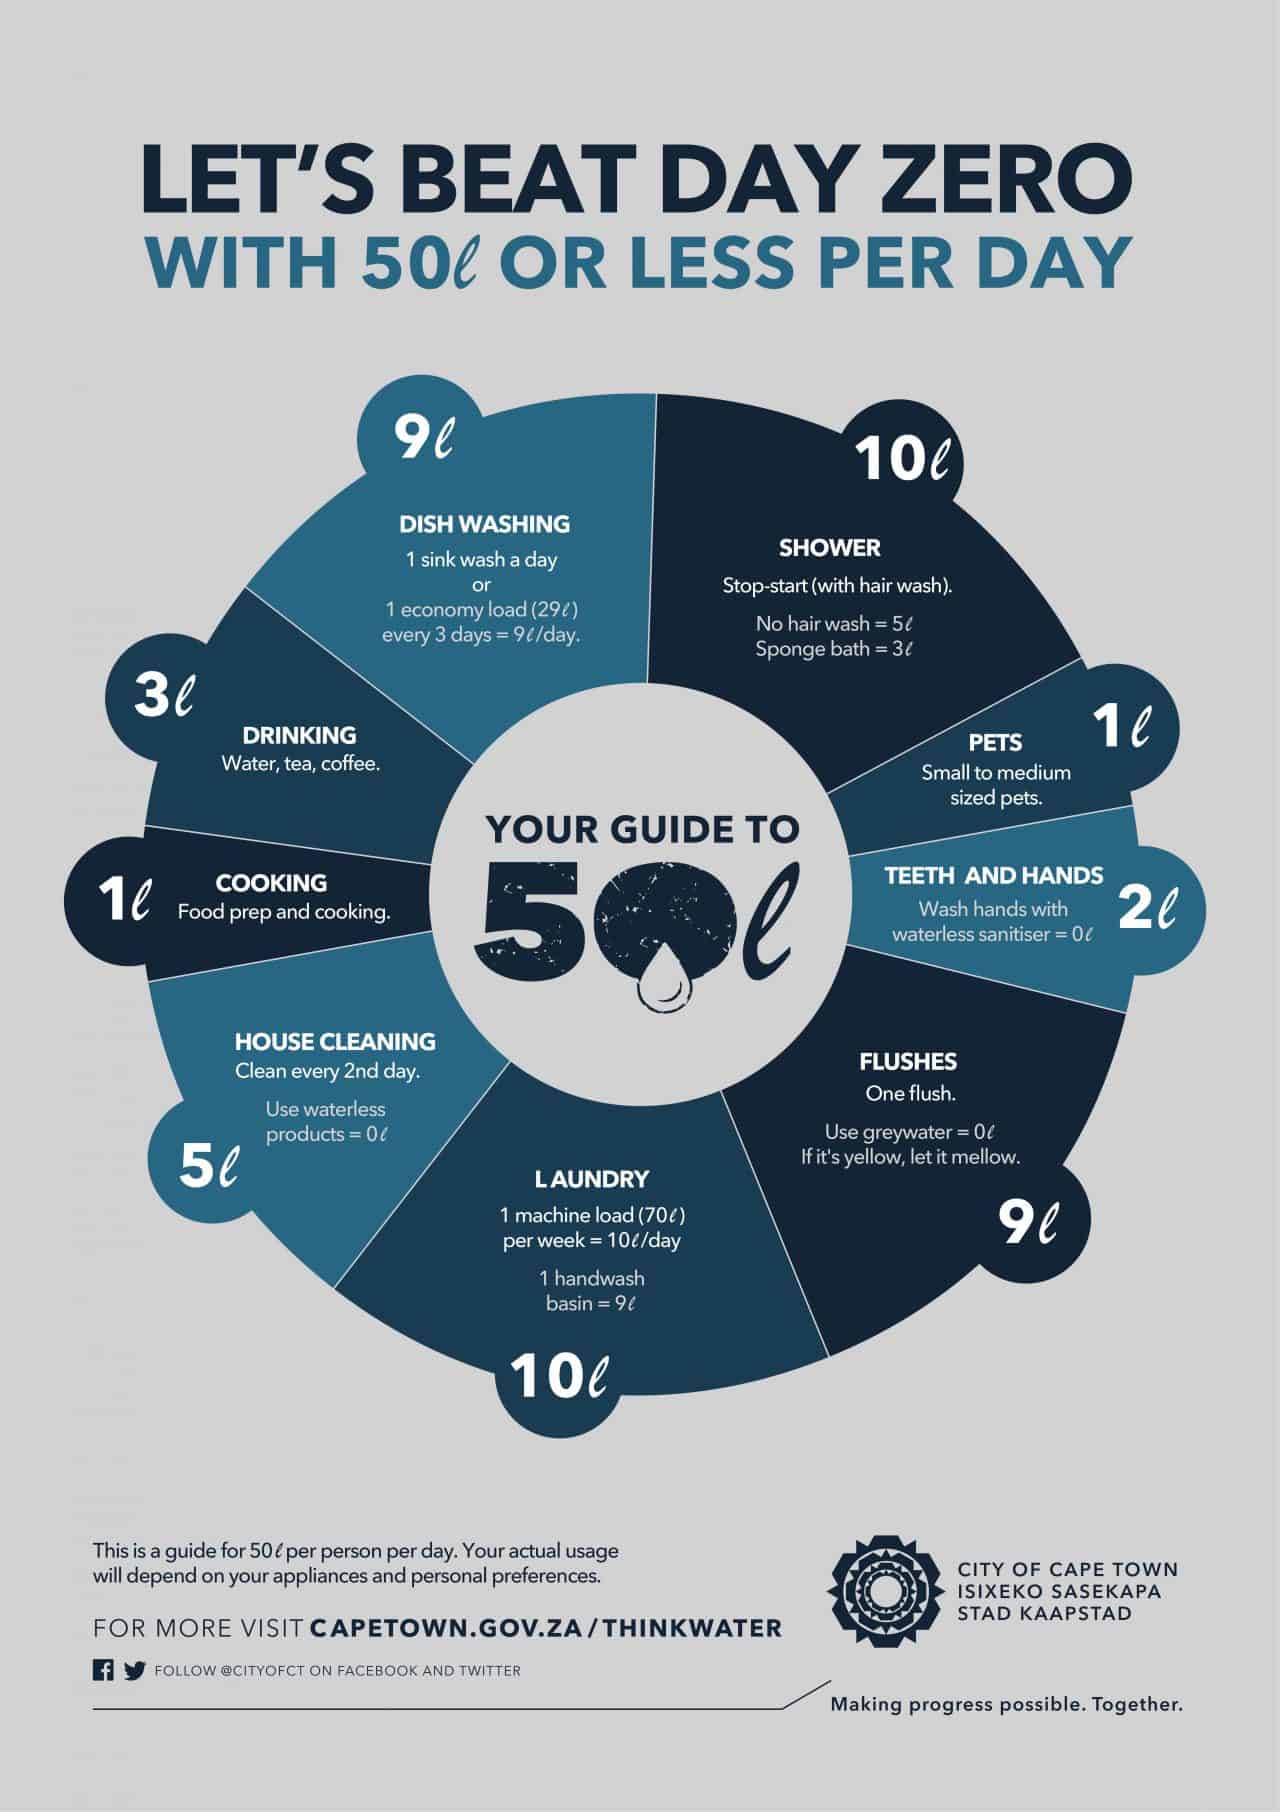 LET'S BEAT DAY ZERO
WITH 50ℓ OR LESS PER DAY
9ℓ
DISH WASHING
1 sink wash a day
or
1 economy load (29ℓ)
every 3 days = 9ℓ/day.
10ℓ
SHOWER
Stop-start (with hair wash).
No hair wash = 5ℓ
Sponge bath = 3ℓ
1ℓ
PETS
Small to medium
sized pets.
2ℓ
TEETH AND HANDS
Wash hands with
waterless sanitiser = 0ℓ
9ℓ
FLUSHES
One flush.
Use greywater = 0ℓ
If it's yellow, let it mellow.
10ℓ
LAUNDRY
1 machine load (70ℓ)
per week = 10ℓ/day
1 handwash
basin = 9ℓ
5ℓ
HOUSE CLEANING
Clean every 2nd day.
Use waterless
products = 0ℓ
1ℓ
COOKING
Food prep and cooking.
3ℓ
DRINKING
Water, tea, coffee.
YOUR GUIDE TO
50ℓ
This is a guide for 50ℓ per person per day. Your actual usage
will depend on your appliances and personal preferences.
FOR MORE VISIT CAPETOWN.GOV.ZA/THINKWATER
FOLLOW @CITYOFCT ON FACEBOOK AND TWITTER
CITY OF CAPE TOWN
ISIXEKO SASEKAPA
STAD KAAPSTAD
Making progress possible. Together.